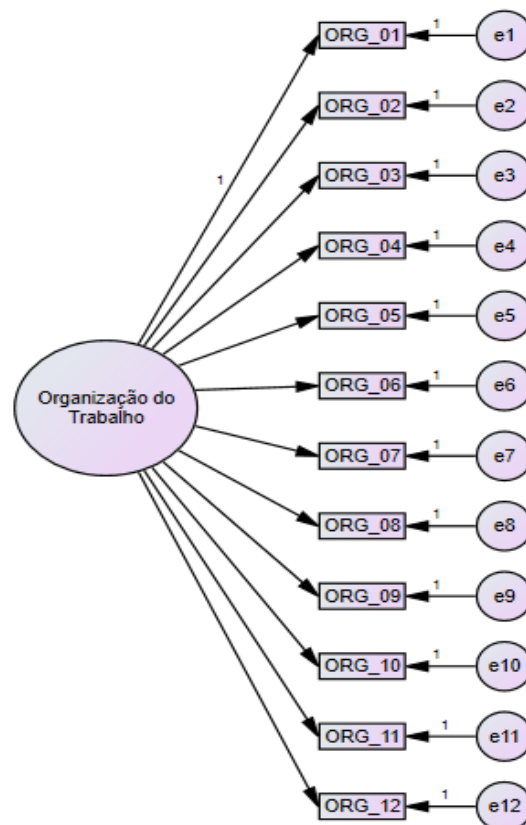 ORG_01
1
e1
ORG_02
1
e2
ORG_03
1
e3
1
ORG_04
1
e4
ORG_05
1
e5
Organização do
Trabalho
ORG_06
1
e6
ORG_07
1
e7
ORG_08
1
e8
ORG_09
1
e9
ORG_10
1
e10
ORG_11
1
e11
ORG_12
1
e12